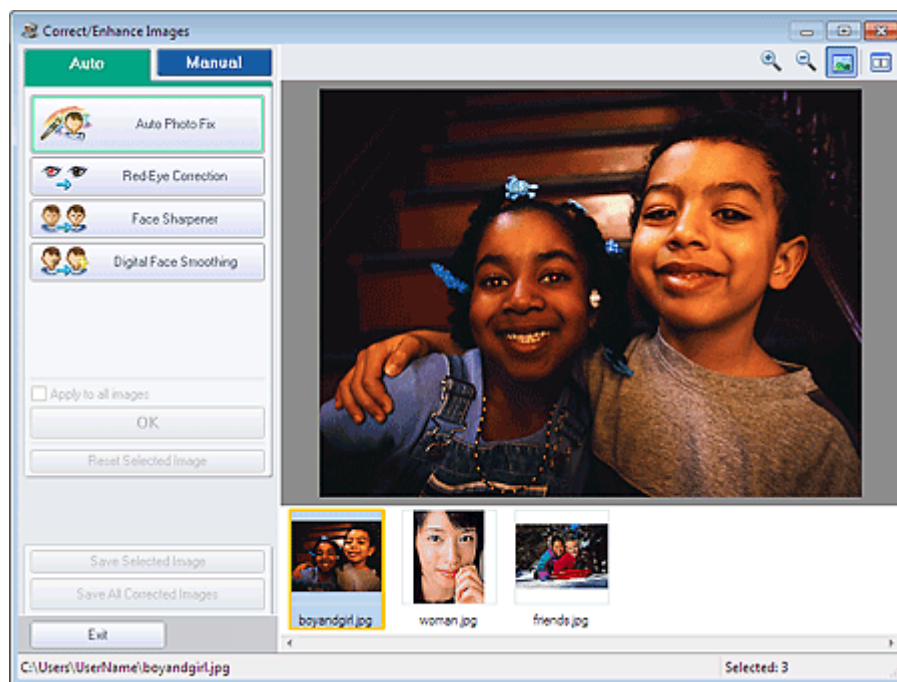 Correct/Enhance Images
Auto
Manual
Auto Photo Fix
Red-Eye Correction
Face Sharpener
Digital Face Smoothing
Apply to all images
OK
Reset Selected Image
Save Selected Image
Save All Corrected Images
Exit
boyandgirl.jpg
woman.jpg
friends.jpg
C:\Users\UserName\boyandgirl.jpg
Selected: 3